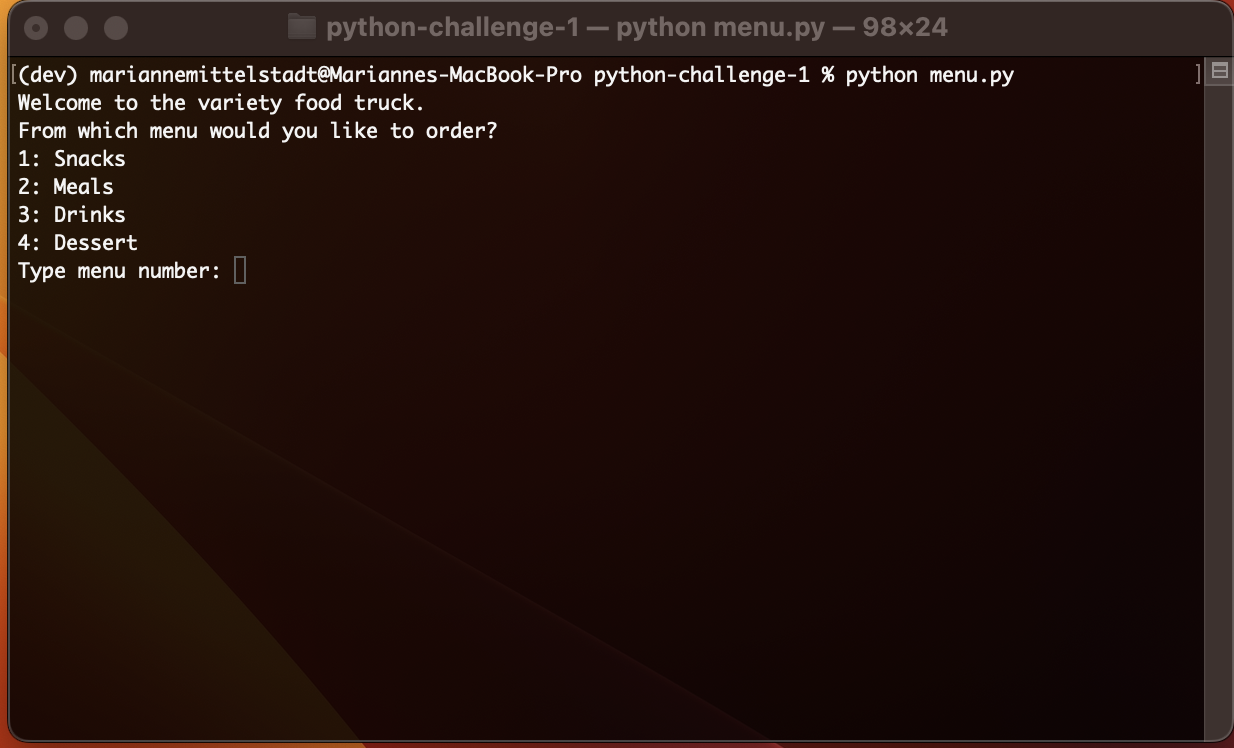 python-challenge-1 — python menu.py — 98×24
[(dev) mariannemittelstadt@Mariannes-MacBook-Pro python-challenge-1 % python menu.py ]
Welcome to the variety food truck.
From which menu would you like to order?
1: Snacks
2: Meals
3: Drinks
4: Dessert
Type menu number: